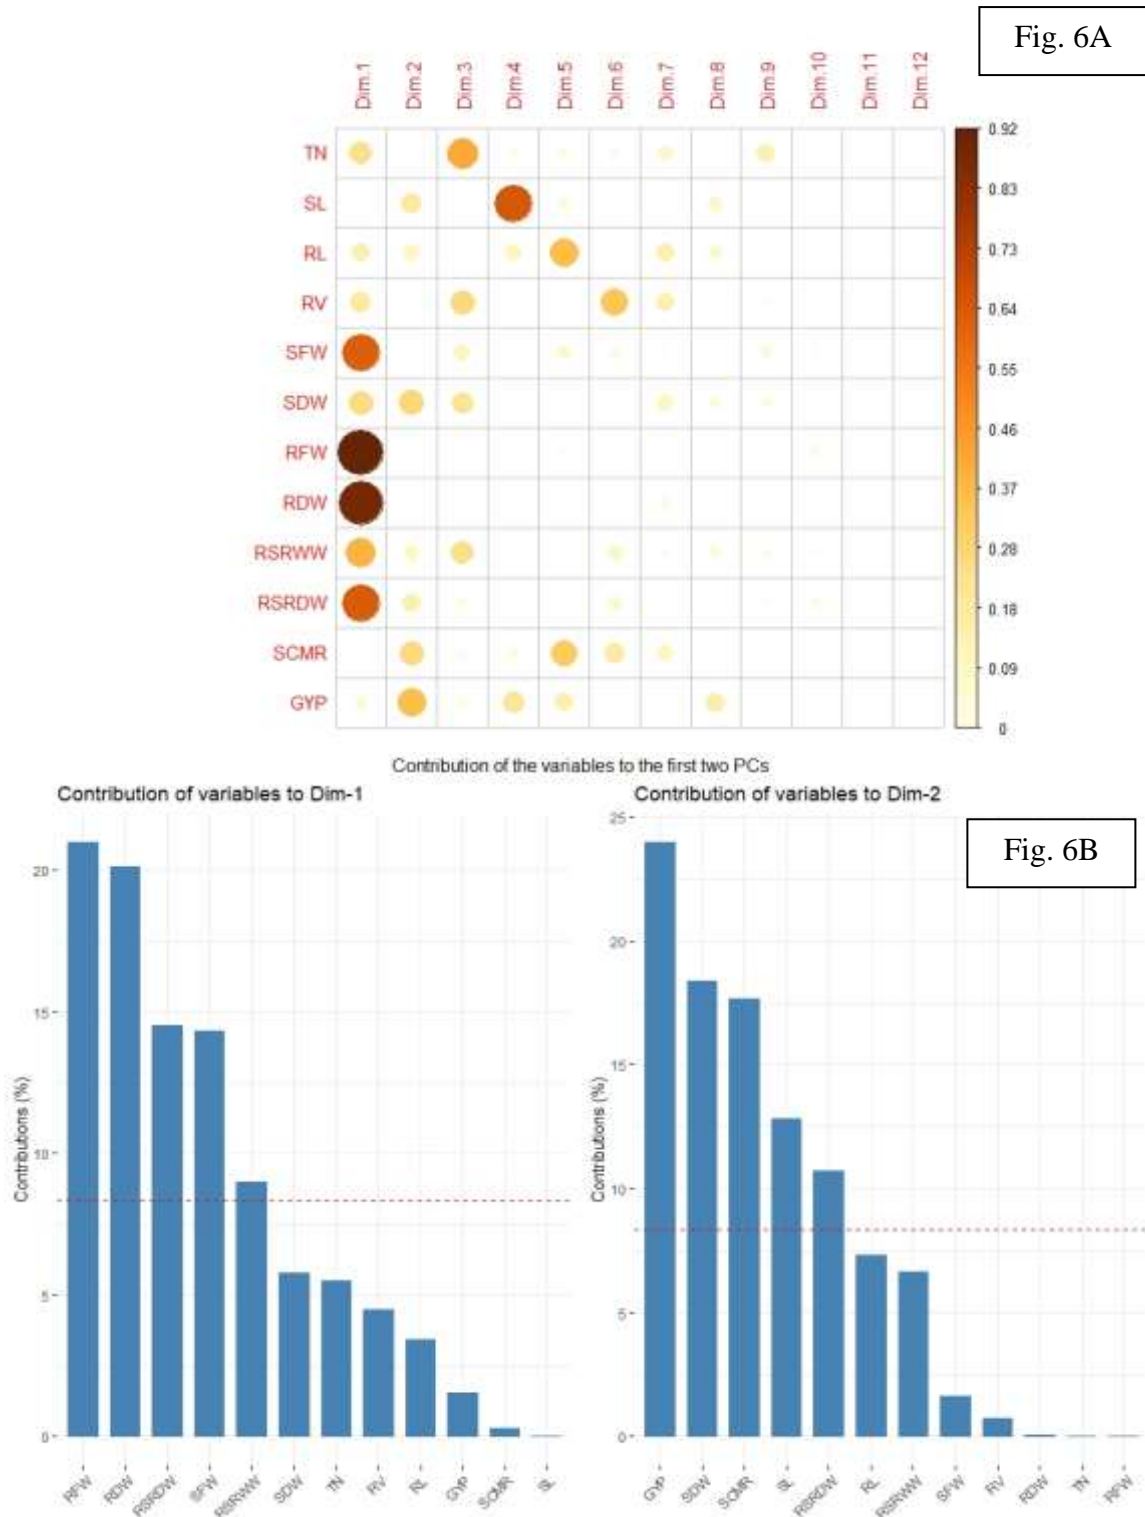 Fig. 6A
Dim.1 Dim.2 Dim.3 Dim.4 Dim.5 Dim.6 Dim.7 Dim.8 Dim.9 Dim.10 Dim.11 Dim.12
TN
SL
RL
RV
SFW
SDW
RFW
RDW
RSRWW
RSRDW
SCMR
GYP
0.92
0.83
0.73
0.64
0.55
0.46
0.37
0.28
0.18
0.09
0
Contribution of the variables to the first two PCs
Contribution of variables to Dim-1
Contributions (%)
20
15
10
5
0
RFW RDW RSRDW SFW RSRWW SDW TN RV RL GYP SCMR SL
Contribution of variables to Dim-2
Fig. 6B
Contributions (%)
25
20
15
10
5
0
GYP SDW SCMR SL RSRDW RL RSRWW SFW RV RDW TN RFW